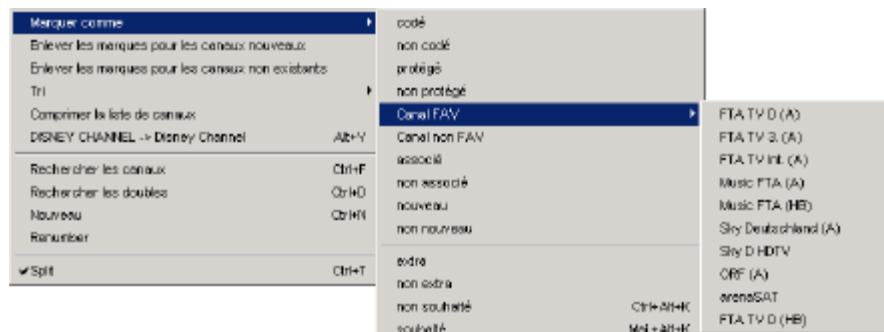 Marquer comme
Enlever les marques pour les canaux nouveaux
Enlever les marques pour les canaux non existants
Tri
Comprimer la liste de canaux
DISNEY CHANNEL -> Disney Channel Alt+Y
Rechercher les canaux Ctrl+F
Rechercher les doubles Ctrl+D
Nouveau Ctrl+N
Renumber
Split Ctrl+T
codé
non codé
protégé
non protégé
Canal FAV
Canal non FAV
associé
non associé
nouveau
non nouveau
extra
non extra
non souhaité Ctrl+Alt+K
souhaité Maj.+Alt+K
FTA TV D (A)
FTA TV 3. (A)
FTA TV int. (A)
Music FTA (A)
Music FTA (HB)
Sky Deutschland (A)
Sky D HDTV
ORF (A)
arenaSAT
FTA TV D (HB)